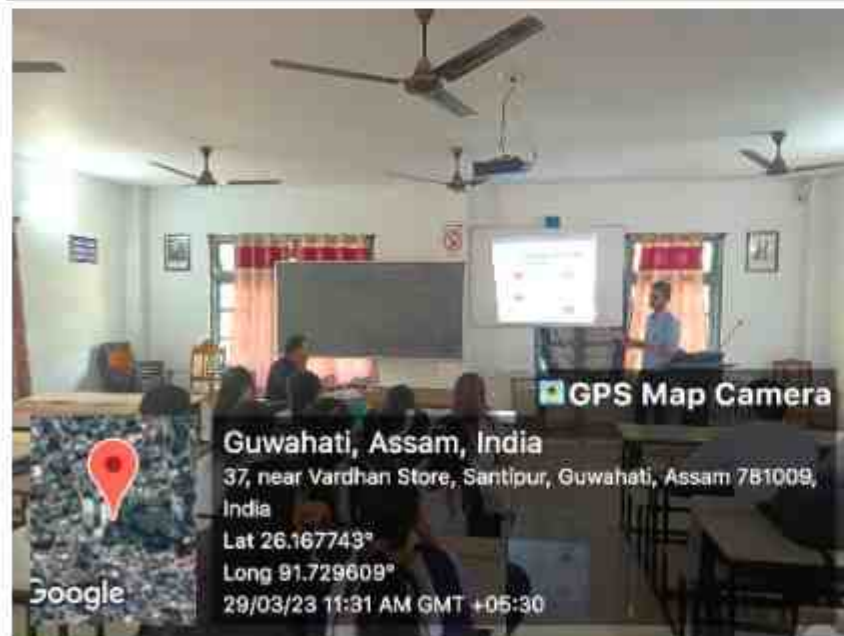 GPS Map Camera
Guwahati, Assam, India
37, near Vardhan Store, Santipur, Guwahati, Assam 781009,
India
Lat 26.167743°
Long 91.729609°
29/03/23 11:31 AM GMT +05:30
Google